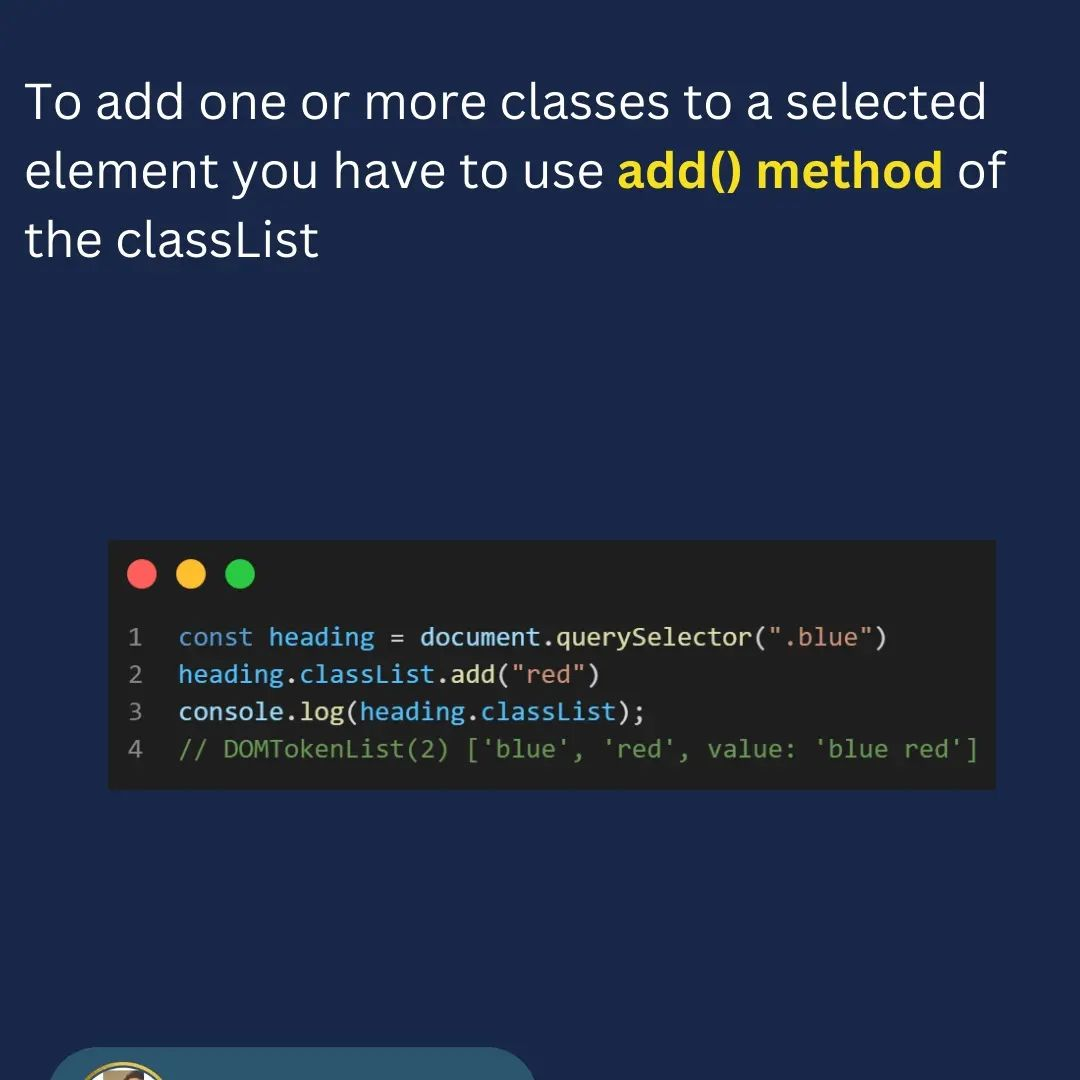 To add one or more classes to a selected
element you have to use add() method of
the classList
1 const heading = document.querySelector(".blue")
2 heading.classList.add("red")
3 console.log(heading.classList);
4 // DOMTokenList(2) ['blue', 'red', value: 'blue red']